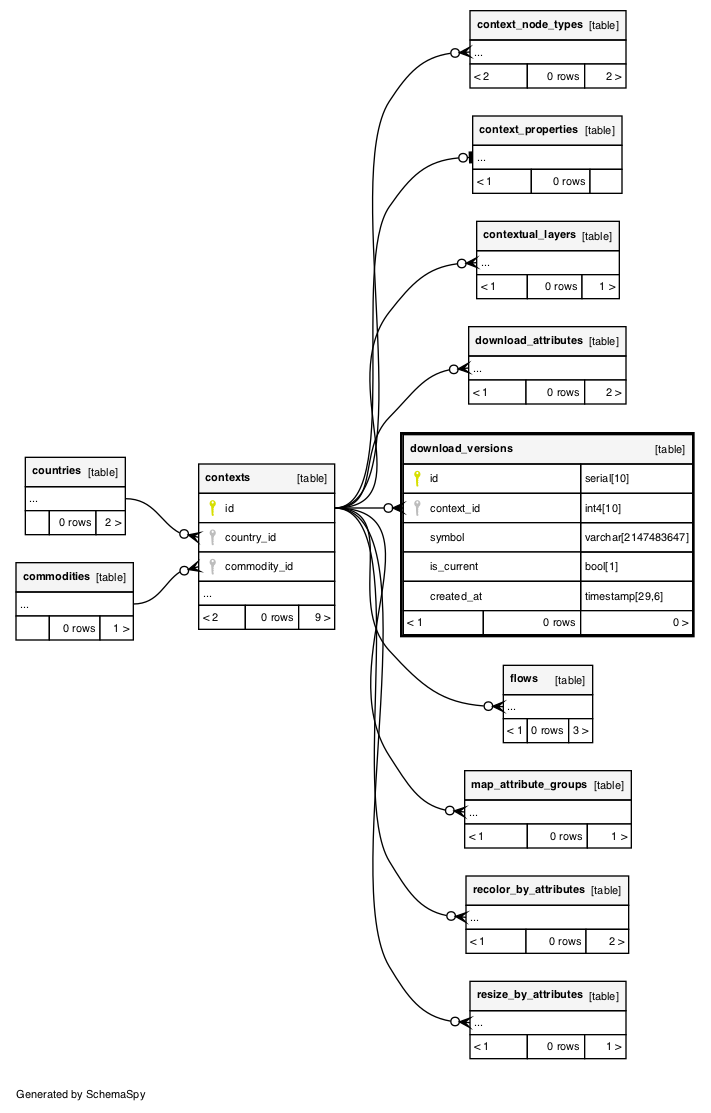 context_node_types [table]
...
< 2 0 rows 2 >
context_properties [table]
...
< 1 0 rows
contextual_layers [table]
...
< 1 0 rows 1 >
download_attributes [table]
...
< 1 0 rows 2 >
download_versions [table]
id serial[10]
context_id int4[10]
symbol varchar[2147483647]
is_current bool[1]
created_at timestamp[29,6]
< 1 0 rows 0 >
countries [table]
...
0 rows 2 >
commodities [table]
...
0 rows 1 >
contexts [table]
id
country_id
commodity_id
...
< 2 0 rows 9 >
flows [table]
...
< 1 0 rows 3 >
map_attribute_groups [table]
...
< 1 0 rows 1 >
recolor_by_attributes [table]
...
< 1 0 rows 2 >
resize_by_attributes [table]
...
< 1 0 rows 1 >
Generated by SchemaSpy